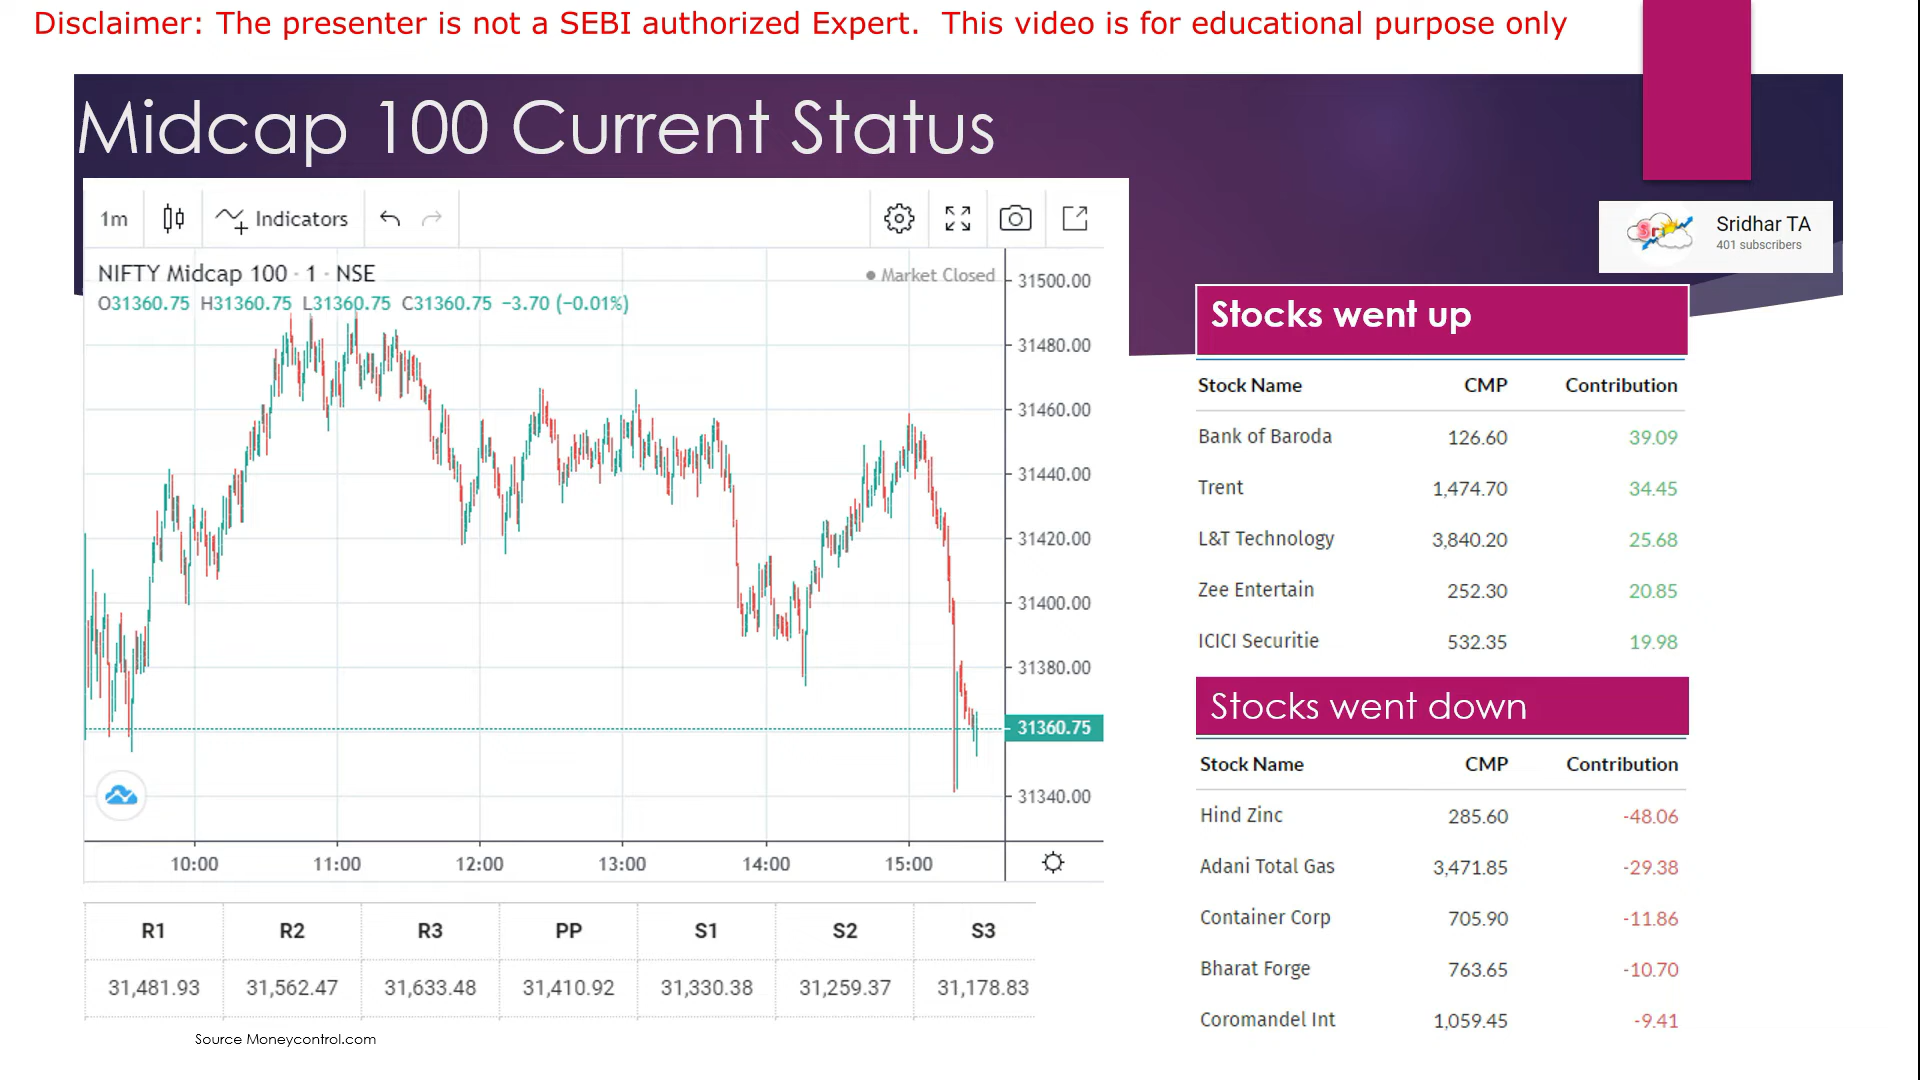 Disclaimer: The presenter is not a SEBI authorized Expert.  This video is for educational purpose only
Midcap 100 Current Status
1m Indicators
Sridhar TA
401 subscribers
NIFTY Midcap 100 · 1 · NSE
Market Closed
O31360.75 H31360.75 L31360.75 C31360.75 −3.70 (−0.01%)
31500.00
31480.00
31460.00
31440.00
31420.00
31400.00
31380.00
31360.75
31340.00
10:00 11:00 12:00 13:00 14:00 15:00
R1 R2 R3 PP S1 S2 S3
31,481.93 31,562.47 31,633.48 31,410.92 31,330.38 31,259.37 31,178.83
Source Moneycontrol.com
Stocks went up
Stock Name CMP Contribution
Bank of Baroda 126.60 39.09
Trent 1,474.70 34.45
L&T Technology 3,840.20 25.68
Zee Entertain 252.30 20.85
ICICI Securitie 532.35 19.98
Stocks went down
Stock Name CMP Contribution
Hind Zinc 285.60 -48.06
Adani Total Gas 3,471.85 -29.38
Container Corp 705.90 -11.86
Bharat Forge 763.65 -10.70
Coromandel Int 1,059.45 -9.41